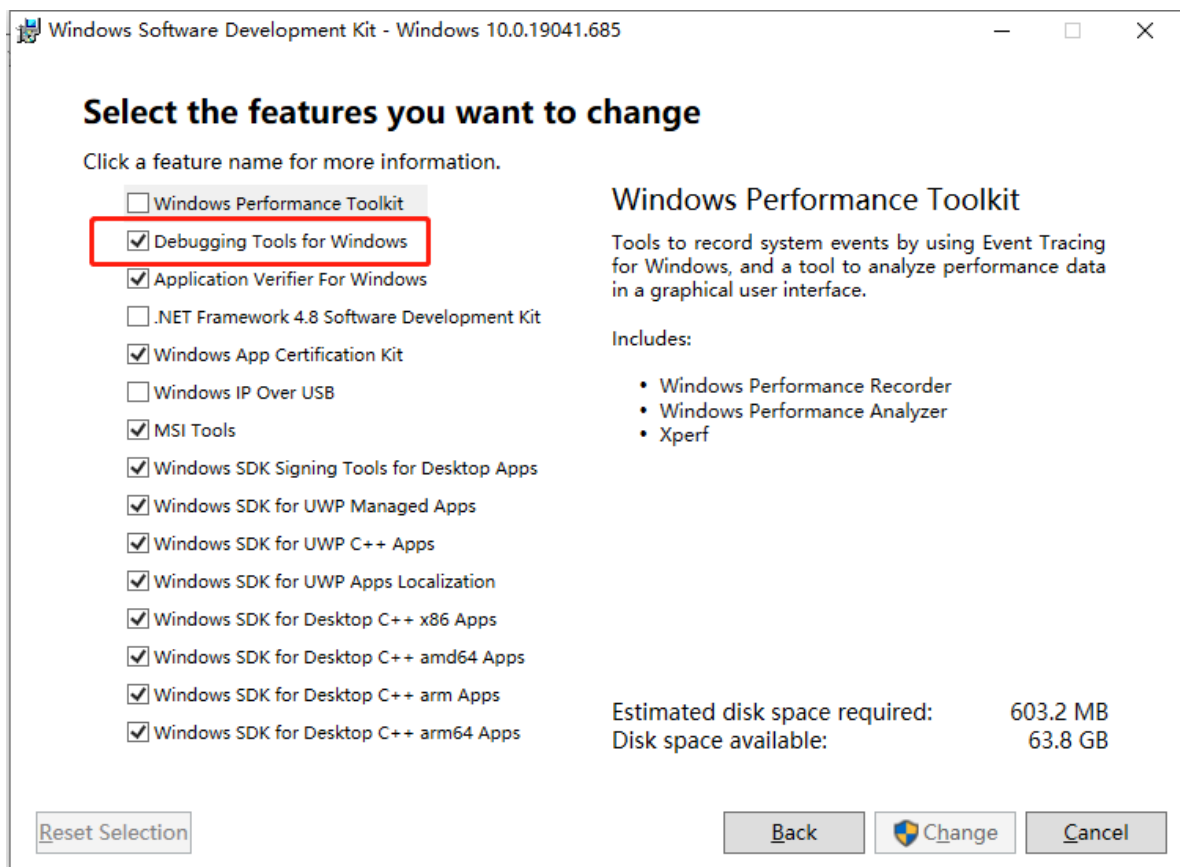 Windows Software Development Kit - Windows 10.0.19041.685
Select the features you want to change
Click a feature name for more information.
Windows Performance Toolkit
Debugging Tools for Windows
Application Verifier For Windows
.NET Framework 4.8 Software Development Kit
Windows App Certification Kit
Windows IP Over USB
MSI Tools
Windows SDK Signing Tools for Desktop Apps
Windows SDK for UWP Managed Apps
Windows SDK for UWP C++ Apps
Windows SDK for UWP Apps Localization
Windows SDK for Desktop C++ x86 Apps
Windows SDK for Desktop C++ amd64 Apps
Windows SDK for Desktop C++ arm Apps
Windows SDK for Desktop C++ arm64 Apps
Windows Performance Toolkit
Tools to record system events by using Event Tracing
for Windows, and a tool to analyze performance data
in a graphical user interface.
Includes:
• Windows Performance Recorder
• Windows Performance Analyzer
• Xperf
Estimated disk space required: 603.2 MB
Disk space available: 63.8 GB
Reset Selection
Back
Change
Cancel